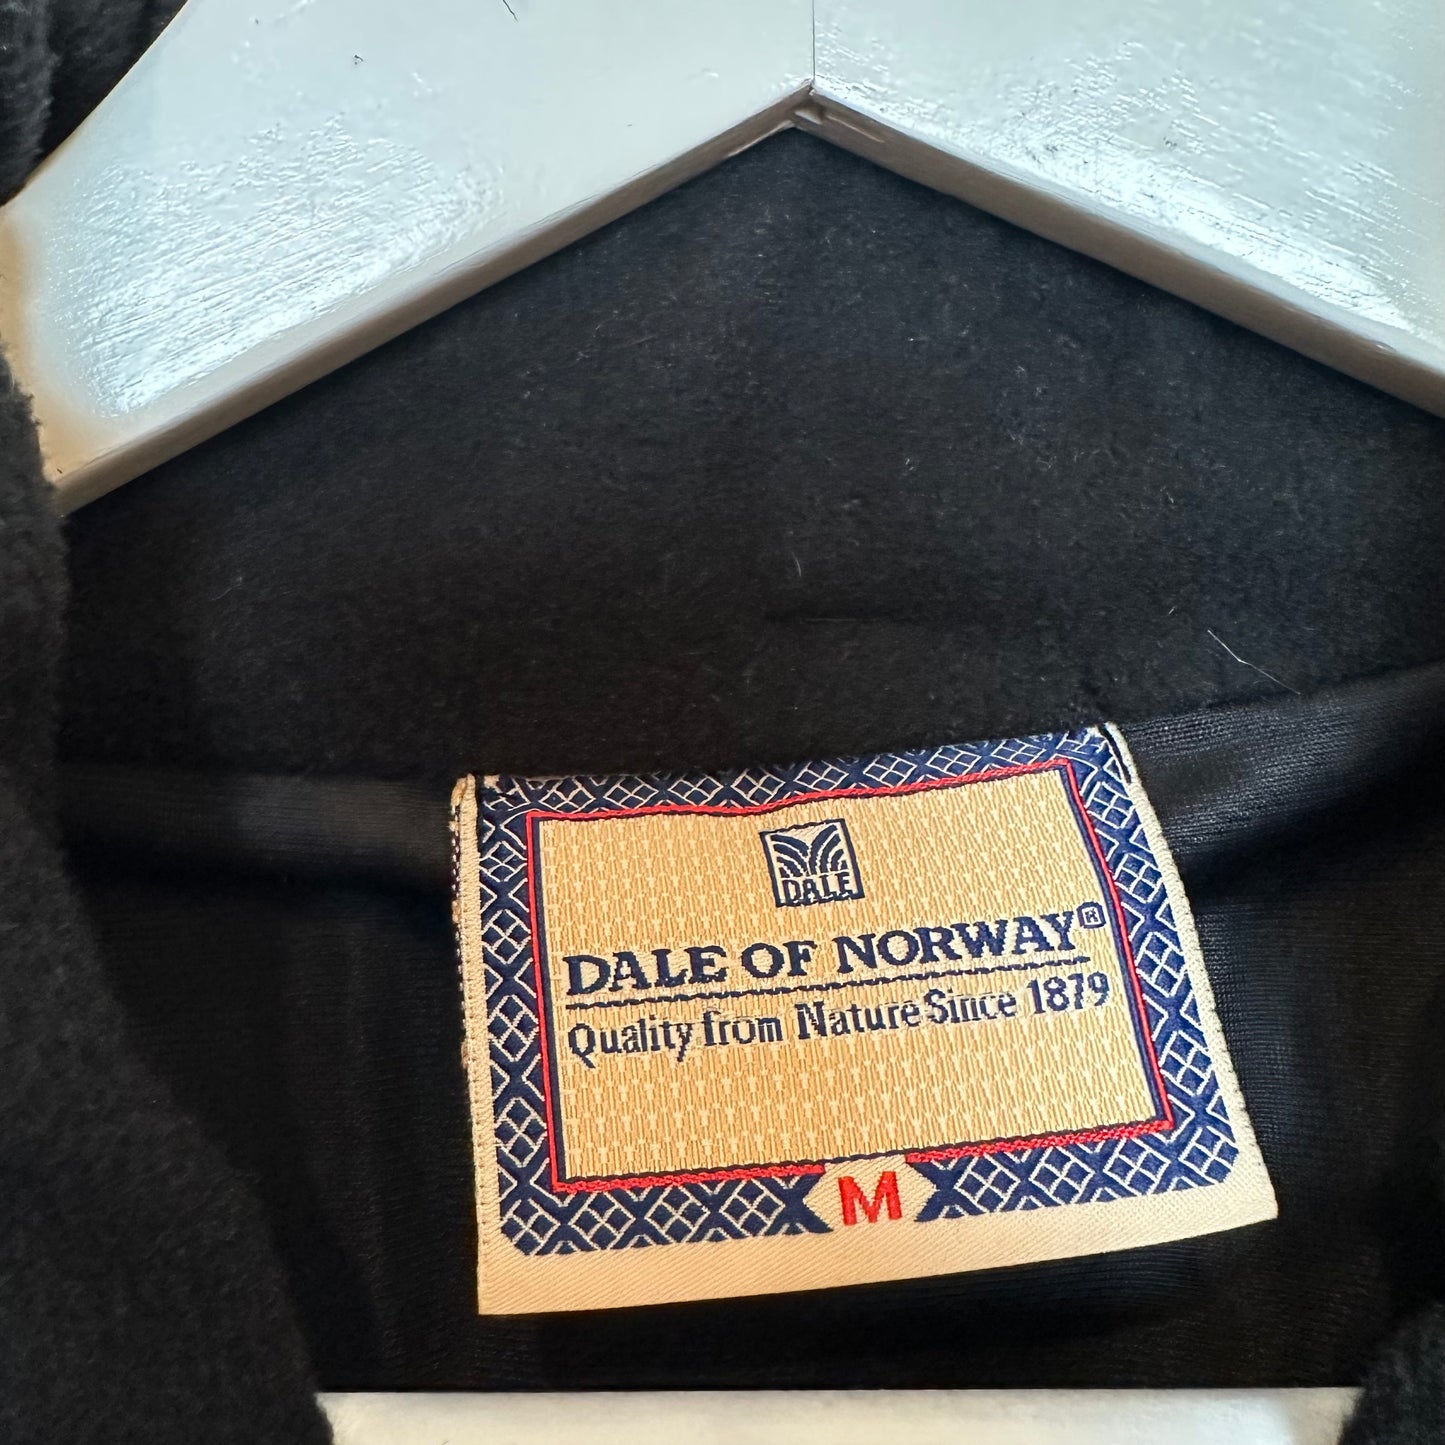 DALE
DALE OF NORWAY®
Quality from Nature Since 1879
M